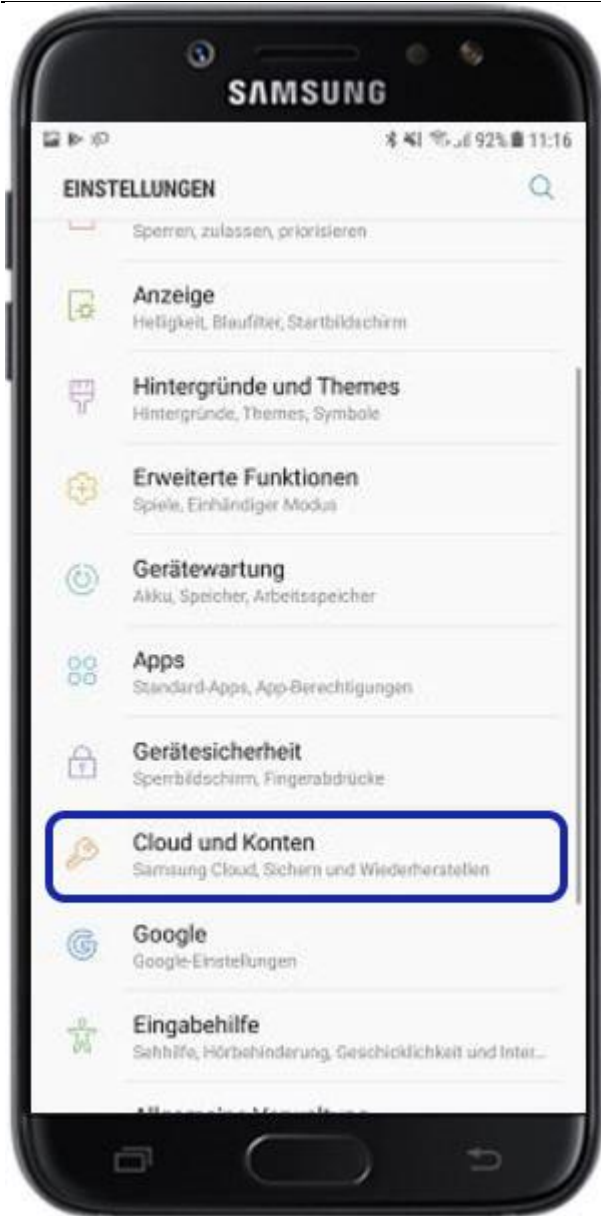 SAMSUNG
92% 11:16
EINSTELLUNGEN
Sperren, zulassen, priorisieren
Anzeige
Helligkeit, Blaufilter, Startbildschirm
Hintergründe und Themes
Hintergründe, Themes, Symbole
Erweiterte Funktionen
Spiele, Einhändiger Modus
Gerätewartung
Akku, Speicher, Arbeitsspeicher
Apps
Standard-Apps, App-Berechtigungen
Gerätesicherheit
Sperrbildschirm, Fingerabdrücke
Cloud und Konten
Samsung Cloud, Sichern und Wiederherstellen
Google
Google-Einstellungen
Eingabehilfe
Sehhilfe, Hörbehinderung, Geschicklichkeit und Inter...